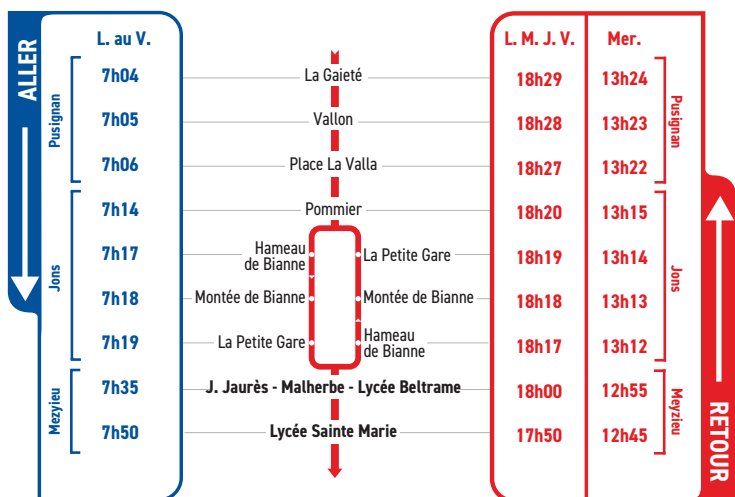 ALLER
L. au V.
L. M. J. V.
Mer.
Pusignan
7h04
La Gaieté
18h29
13h24
Pusignan
7h05
Vallon
18h28
13h23
7h06
Place La Valla
18h27
13h22
Jons
7h14
Pommier
18h20
13h15
Jons
7h17
Hameau
de Bianne
La Petite Gare
18h19
13h14
7h18
Montée de Bianne
Montée de Bianne
18h18
13h13
7h19
La Petite Gare
Hameau
de Bianne
18h17
13h12
Mezyieu
7h35
J. Jaurès - Malherbe - Lycée Beltrame
18h00
12h55
Meyzieu
7h50
Lycée Sainte Marie
17h50
12h45
RETOUR